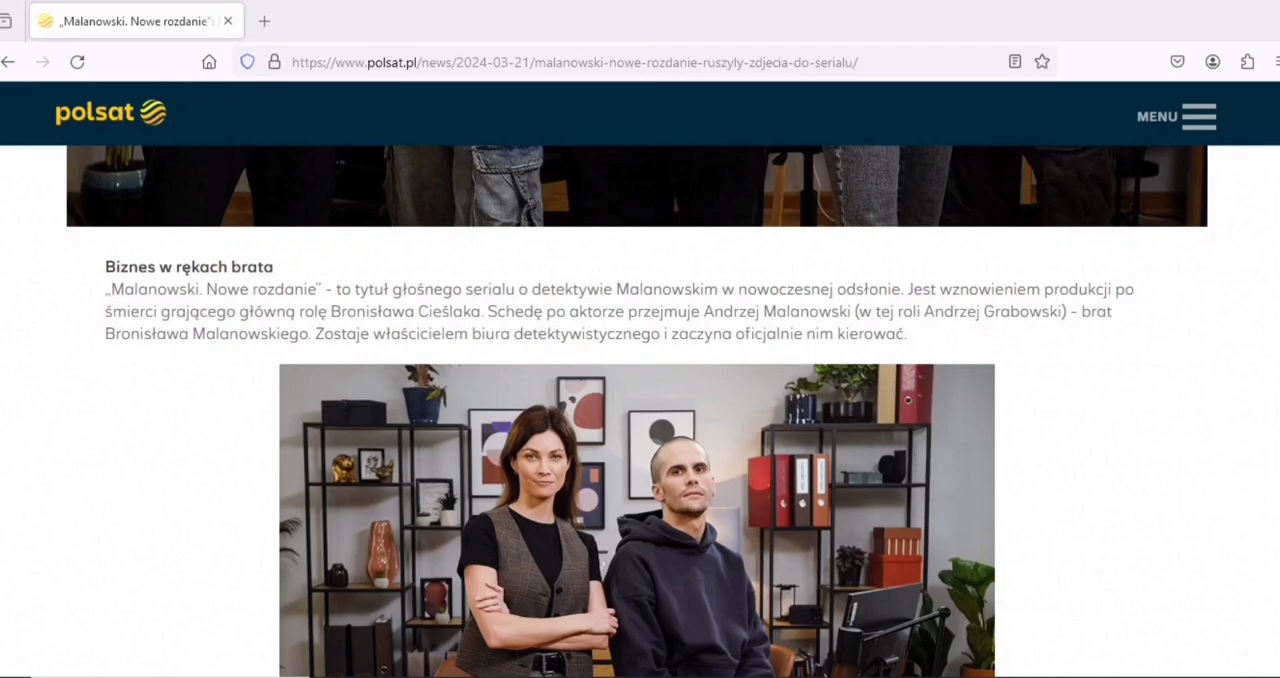 „Malanowski. Nowe rozdanie”:
https://www.polsat.pl/news/2024-03-21/malanowski-nowe-rozdanie-ruszyly-zdjecia-do-serialu/
polsat
MENU
Biznes w rękach brata
„Malanowski. Nowe rozdanie” - to tytuł głośnego serialu o detektywie Malanowskim w nowoczesnej odsłonie. Jest wznowieniem produkcji po
śmierci grającego główną rolę Bronisława Cieślaka. Schedę po aktorze przejmuje Andrzej Malanowski (w tej roli Andrzej Grabowski) - brat
Bronisława Malanowskiego. Zostaje właścicielem biura detektywistycznego i zaczyna oficjalnie nim kierować.